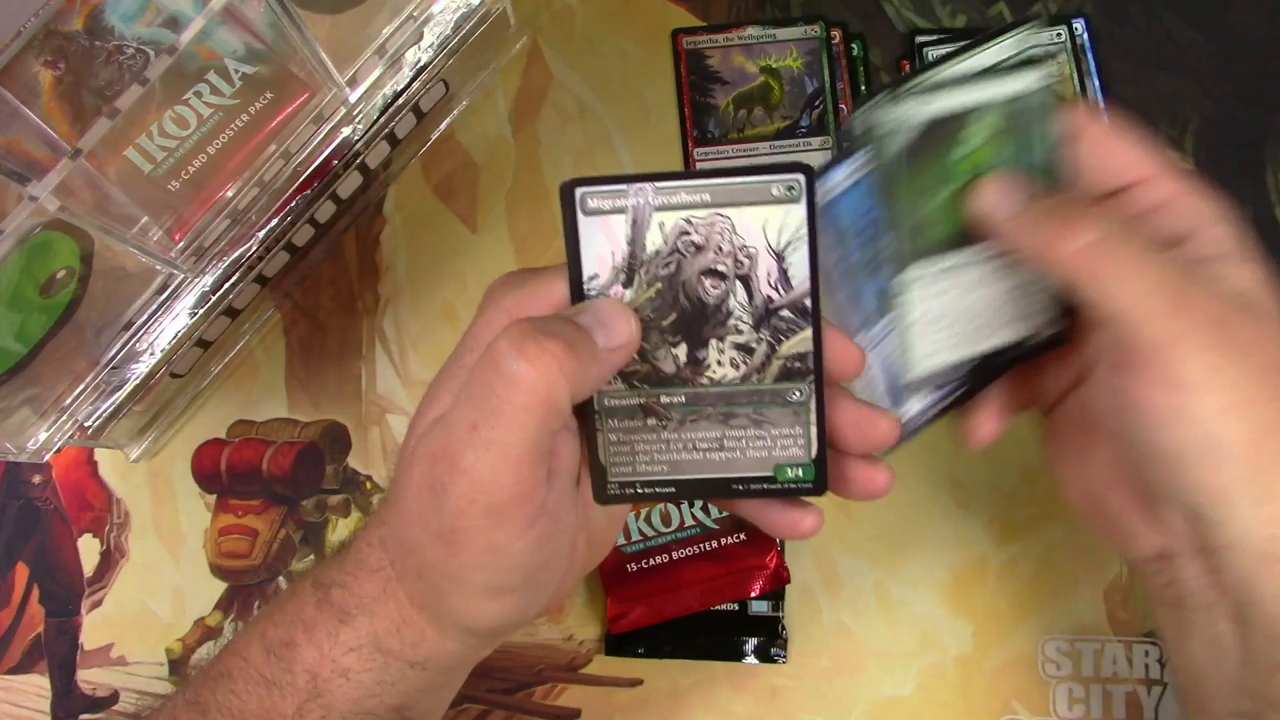 IKORIA
LAIR OF BEHEMOTHS
15-CARD BOOSTER PACK
Jegantha, the Wellspring
4
Legendary Creature — Elemental Elk
Migratory Greathorn
3
Creature — Beast
Mutate
Whenever this creature mutates, search
your library for a basic land card, put it
onto the battlefield tapped, then shuffle
your library.
3/4
IKORIA
LAIR OF BEHEMOTHS
15-CARD BOOSTER PACK
CARDS
STAR
CITY